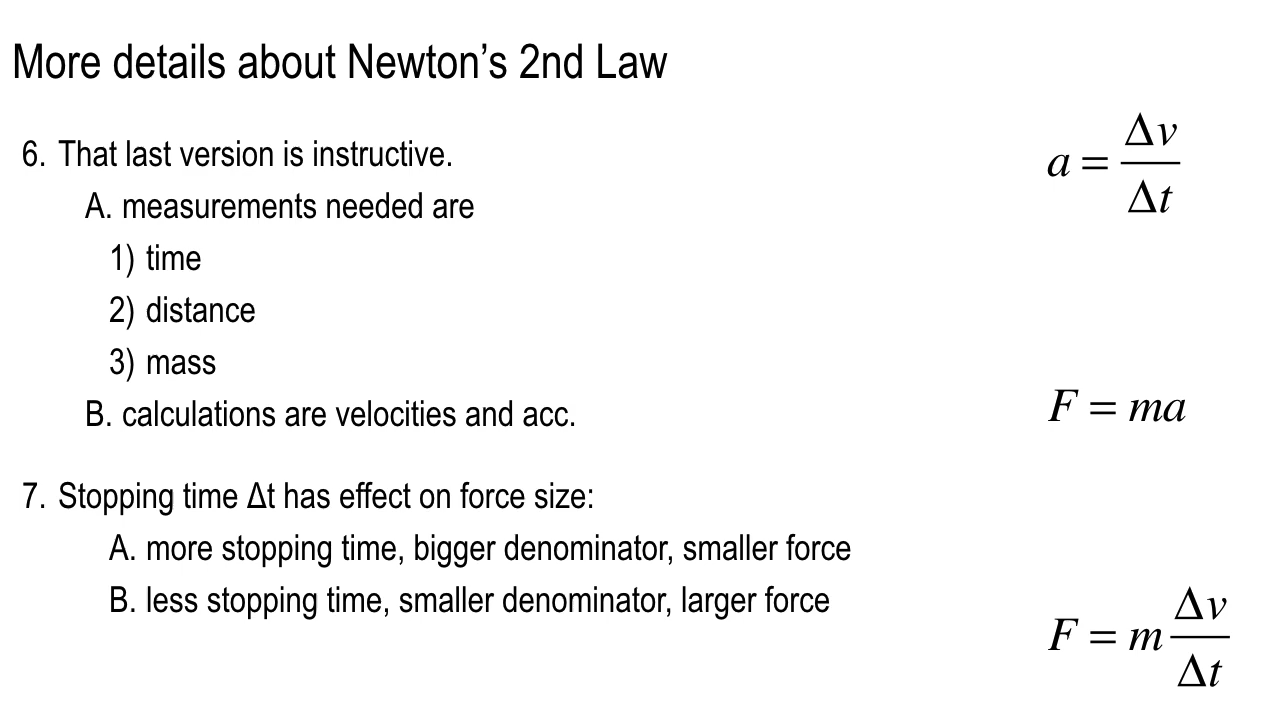 More details about Newton’s 2nd Law
6. That last version is instructive.
A. measurements needed are
1) time
2) distance
3) mass
B. calculations are velocities and acc.
7. Stopping time Δt has effect on force size:
A. more stopping time, bigger denominator, smaller force
B. less stopping time, smaller denominator, larger force
a = Δv / Δt
F = ma
F = m Δv / Δt